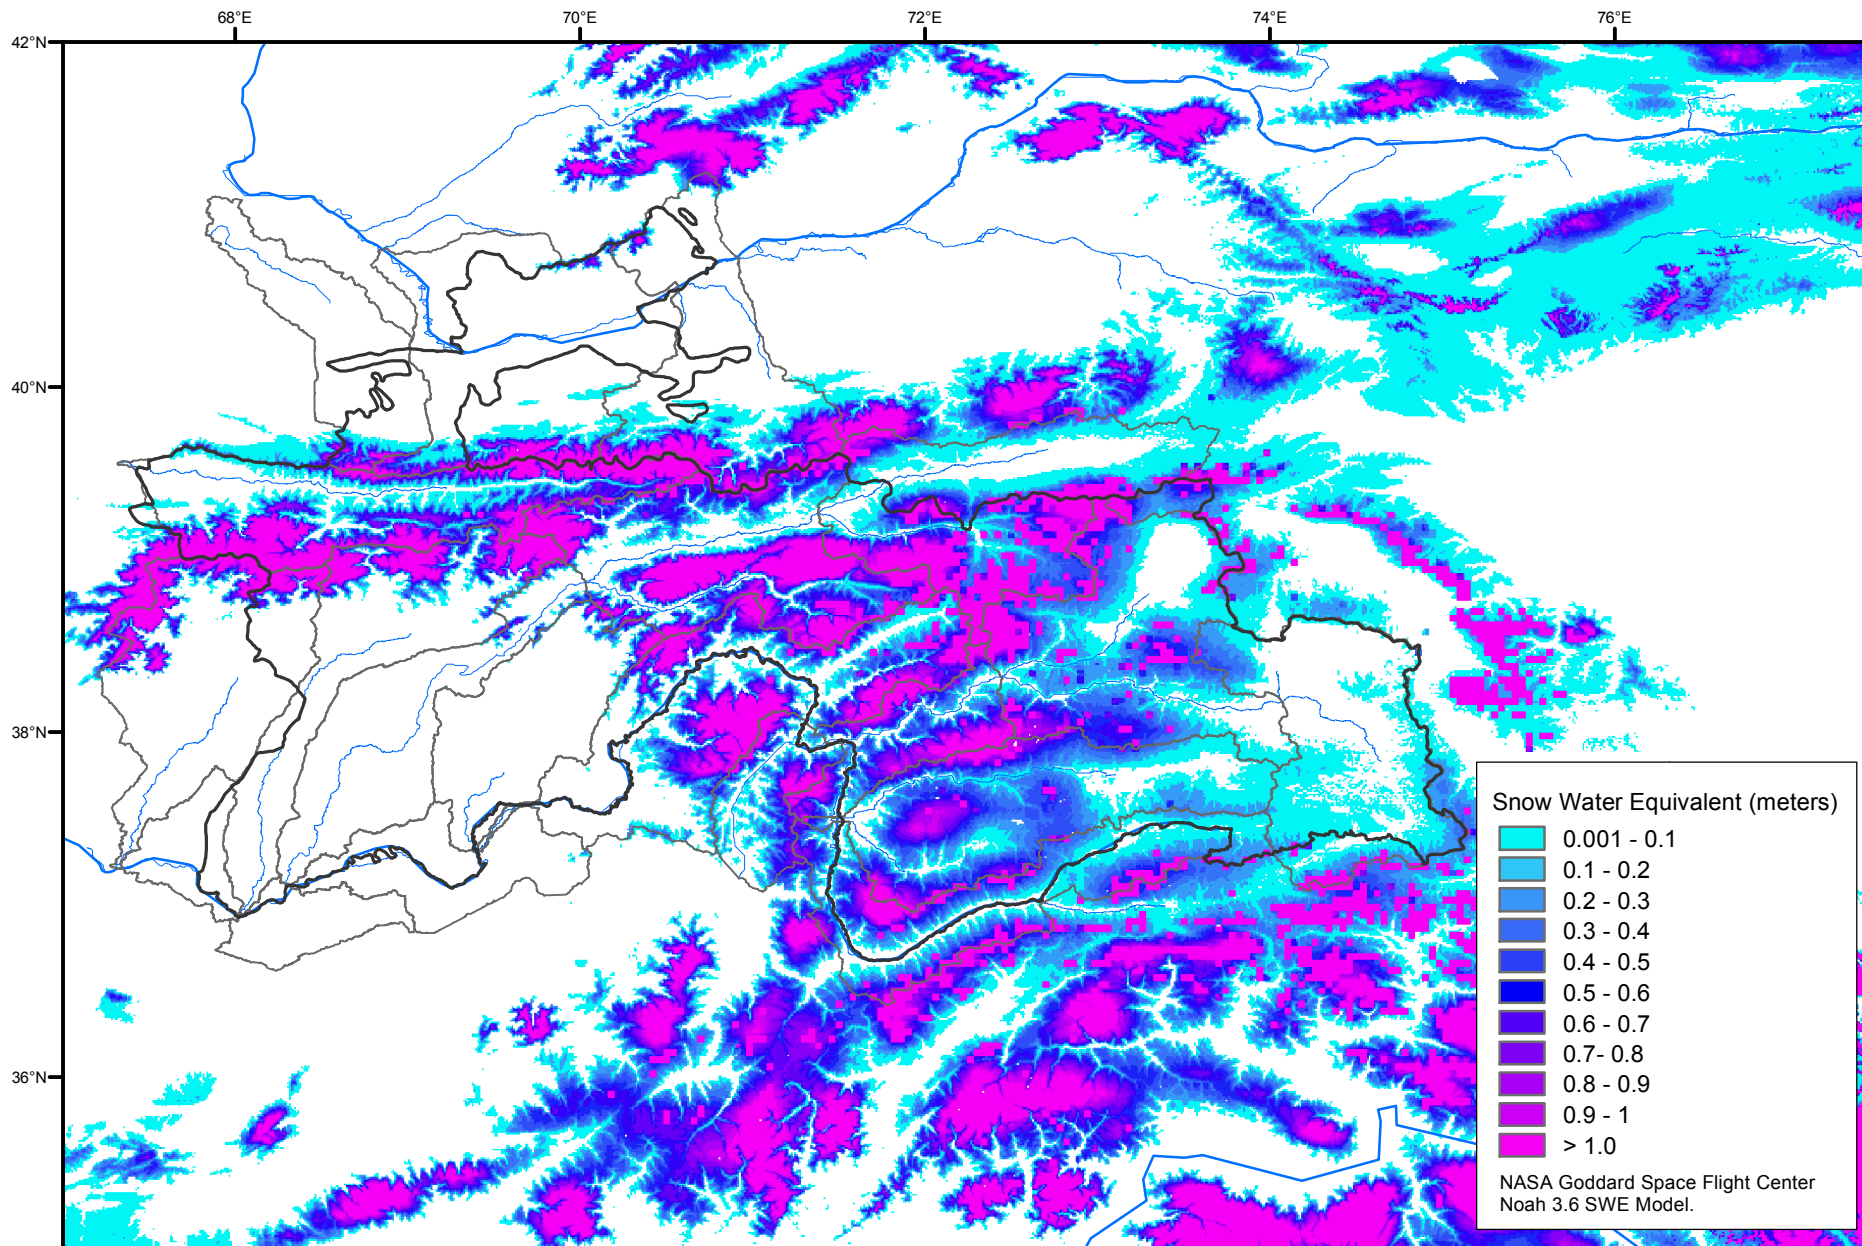 68°E
70°E
72°E
74°E
76°E
42°N
40°N
38°N
36°N
Snow Water Equivalent (meters)
0.001 - 0.1
0.1 - 0.2
0.2 - 0.3
0.3 - 0.4
0.4 - 0.5
0.5 - 0.6
0.6 - 0.7
0.7- 0.8
0.8 - 0.9
0.9 - 1
> 1.0
NASA Goddard Space Flight Center
Noah 3.6 SWE Model.